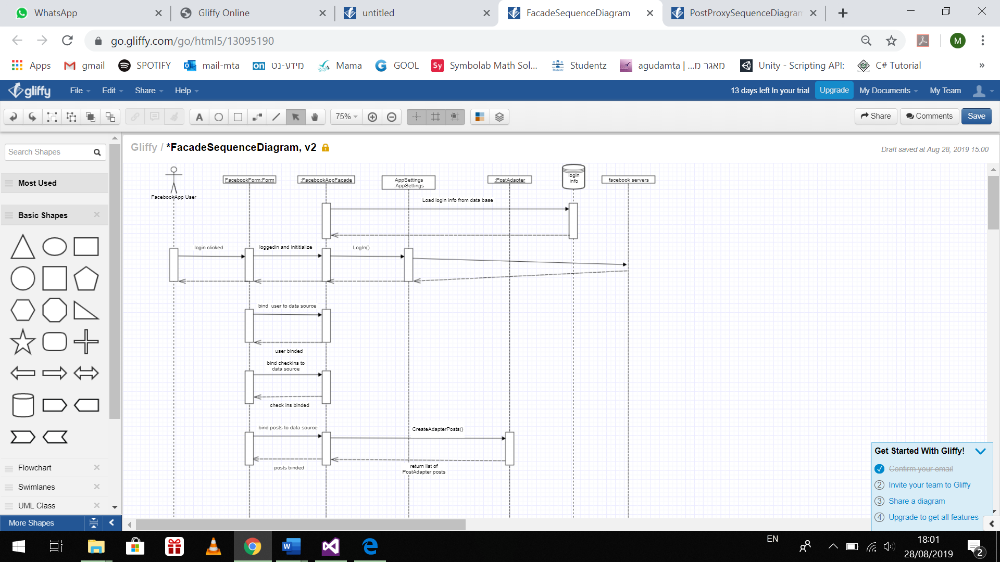 WhatsApp
Gliffy Online
untitled
FacadeSequenceDiagram
PostProxySequenceDiagram
go.gliffy.com/go/html5/13095190
M
Apps
gmail
SPOTIFY
mail-mta
on מידע-נט
Mama
GOOL
Sy Symbolab Math Sol...
Studentz
agudamta | מאגר מ...
Unity - Scripting API:
C# Tutorial
»
gliffy
File
Edit
Share
Help
13 days left In your trial
Upgrade
My Documents
My Team
A
75%
Share
Comments
Save
Search Shapes
Gliffy / *FacadeSequenceDiagram, v2
Draft saved at Aug 28, 2019 15:00
Most Used
Basic Shapes
Flowchart
Swimlanes
UML Class
More Shapes
FacebookApp User
FacebookForm:Form
:FacebookAppFacade
AppSettings
:AppSettings
:PostAdapter
login
info
facebook servers
Load login info from data base
login clicked
loggedin and inititialize
LogIn()
bind user to data source
user binded
bind checkins to
data source
check ins binded
bind posts to data source
CreateAdapterPosts()
posts binded
return list of
PostAdapter posts
Get Started With Gliffy!
Confirm your email
2 Invite your team to Gliffy
3 Share a diagram
4 Upgrade to get all features
EN
18:01
28/08/2019
2